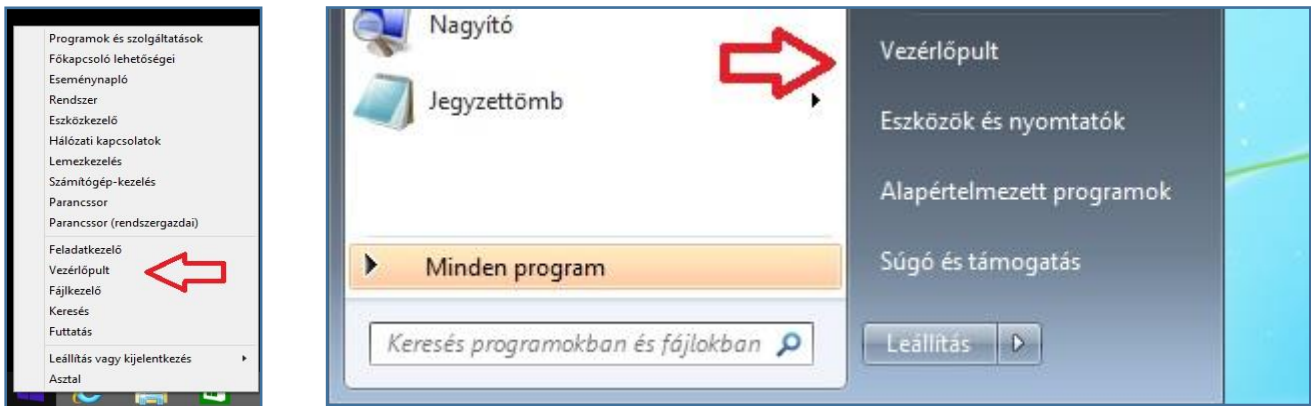 Programok és szolgáltatások
Főkapcsoló lehetőségei
Eseménynapló
Rendszer
Eszközkezelő
Hálózati kapcsolatok
Lemezkezelés
Számítógép-kezelés
Parancssor
Parancssor (rendszergazdai)
Feladatkezelő
Vezérlőpult
Fájlkezelő
Keresés
Futtatás
Leállítás vagy kijelentkezés
Asztal
Nagyító
Jegyzettömb
Minden program
Keresés programokban és fájlokban
Vezérlőpult
Eszközök és nyomtatók
Alapértelmezett programok
Súgó és támogatás
Leállítás